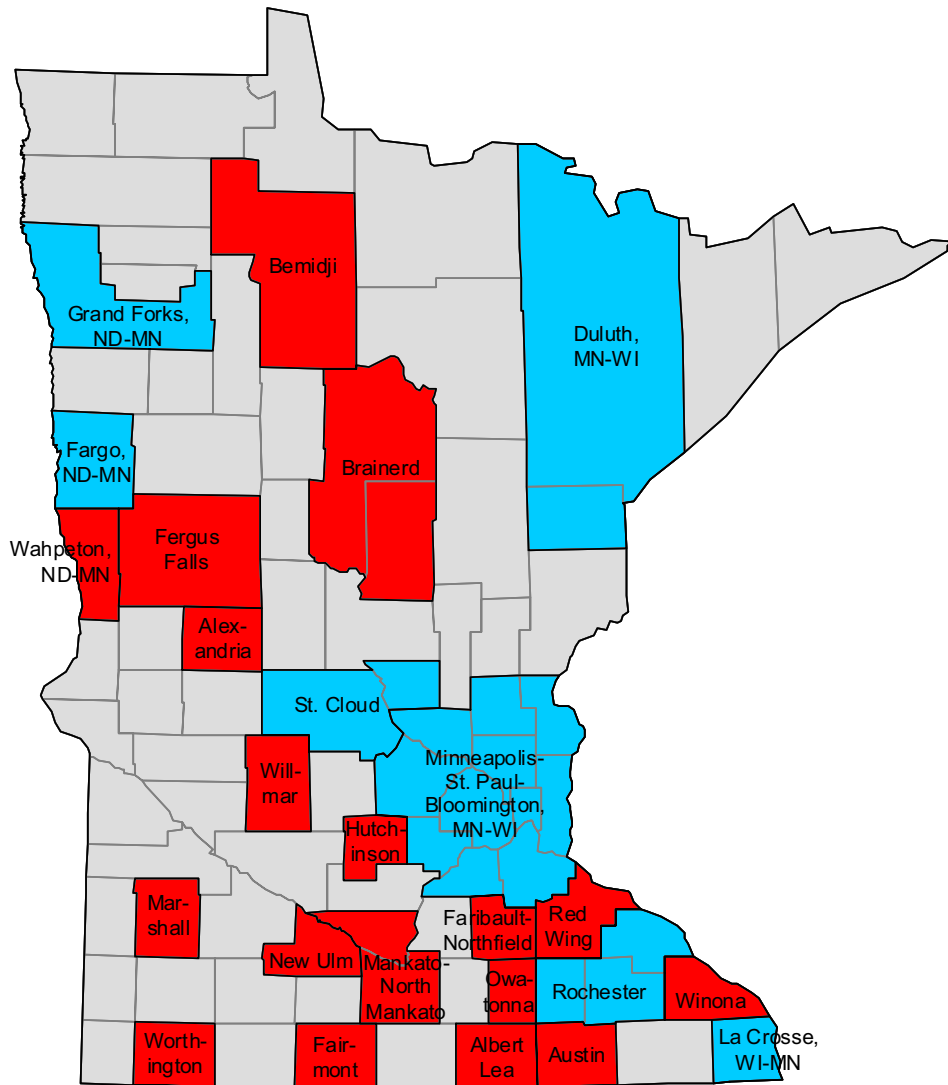 Bemidji
Grand Forks,
ND-MN
Duluth,
MN-WI
Fargo,
ND-MN
Brainerd
Wahpeton,
ND-MN
Fergus
Falls
Alex-
andria
St. Cloud
Will-
mar
Minneapolis-
St. Paul-
Bloomington,
MN-WI
Hutch-
inson
Mar-
shall
New Ulm
Mankato-
North
Mankato
Faribault-
Northfield
Red
Wing
Owa-
tonna
Rochester
Winona
Worth-
ington
Fair-
mont
Albert
Lea
Austin
La Crosse,
WI-MN